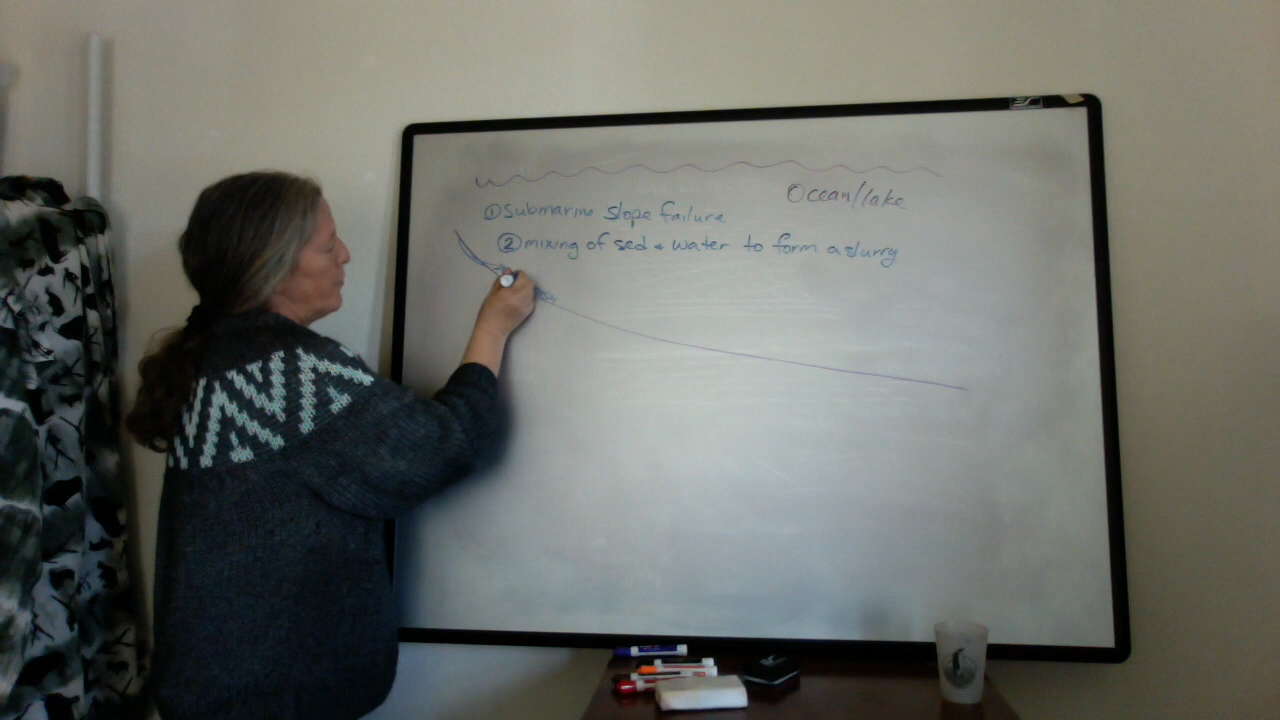 Ocean/lake
①Submarine slope failure
②mixing of sed + water to form a slurry